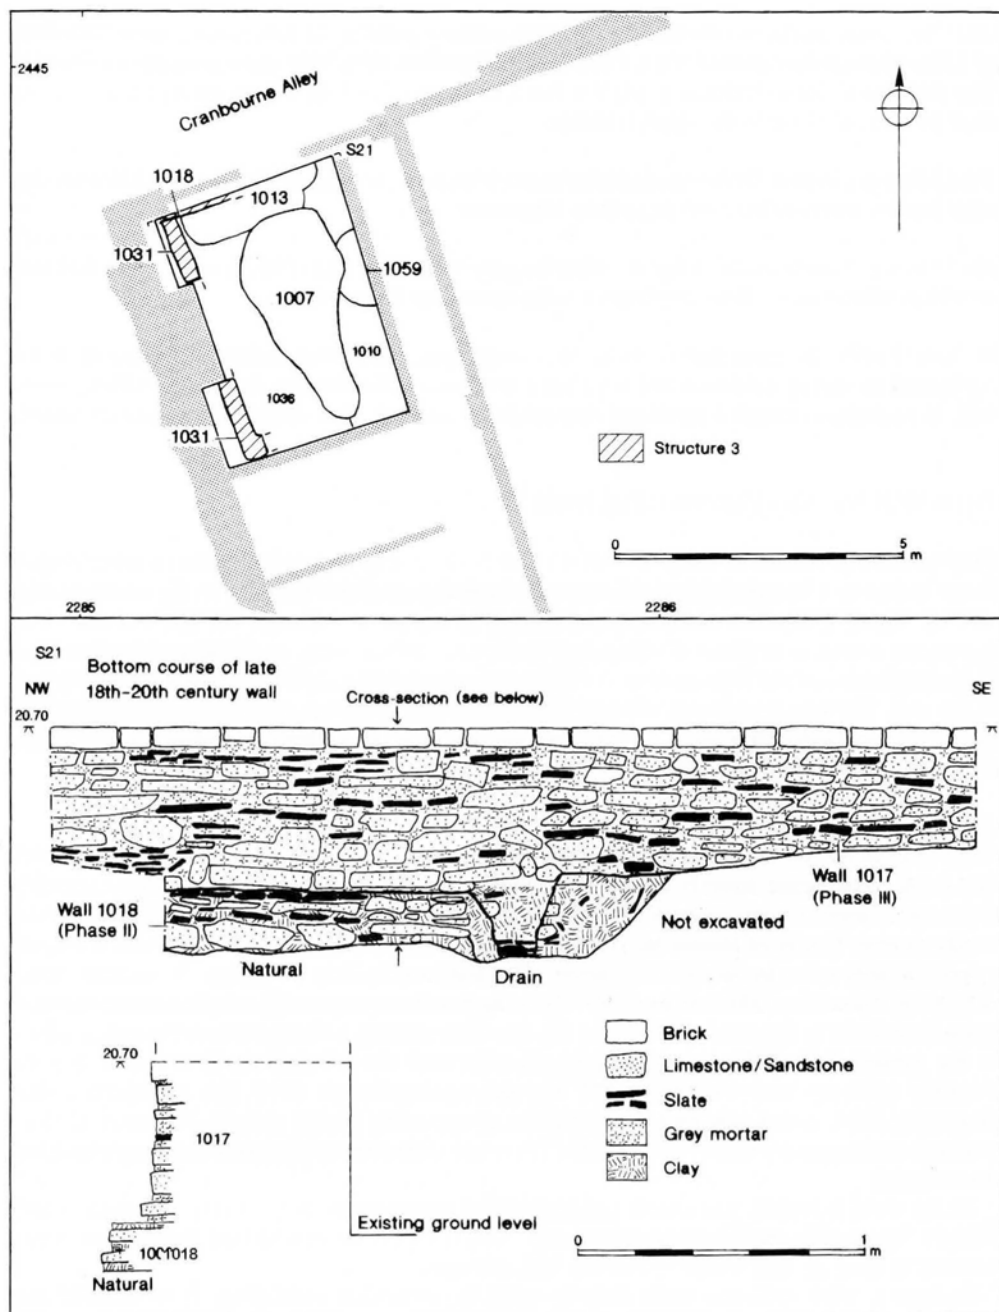 2445
Cranbourne Alley
S21
1018
1013
1031
1059
1007
1010
1036
1031
Structure 3
0 5
m
2285 2286
S21
Bottom course of late
18th-20th century wall
NW
Cross-section (see below)
SE
20.70
Wall 1018
(Phase II)
Wall 1017
(Phase III)
Not excavated
Natural
Drain
Brick
Limestone/Sandstone
Slate
Grey mortar
Clay
20.70
1017
Existing ground level
1018
Natural
0 1
m